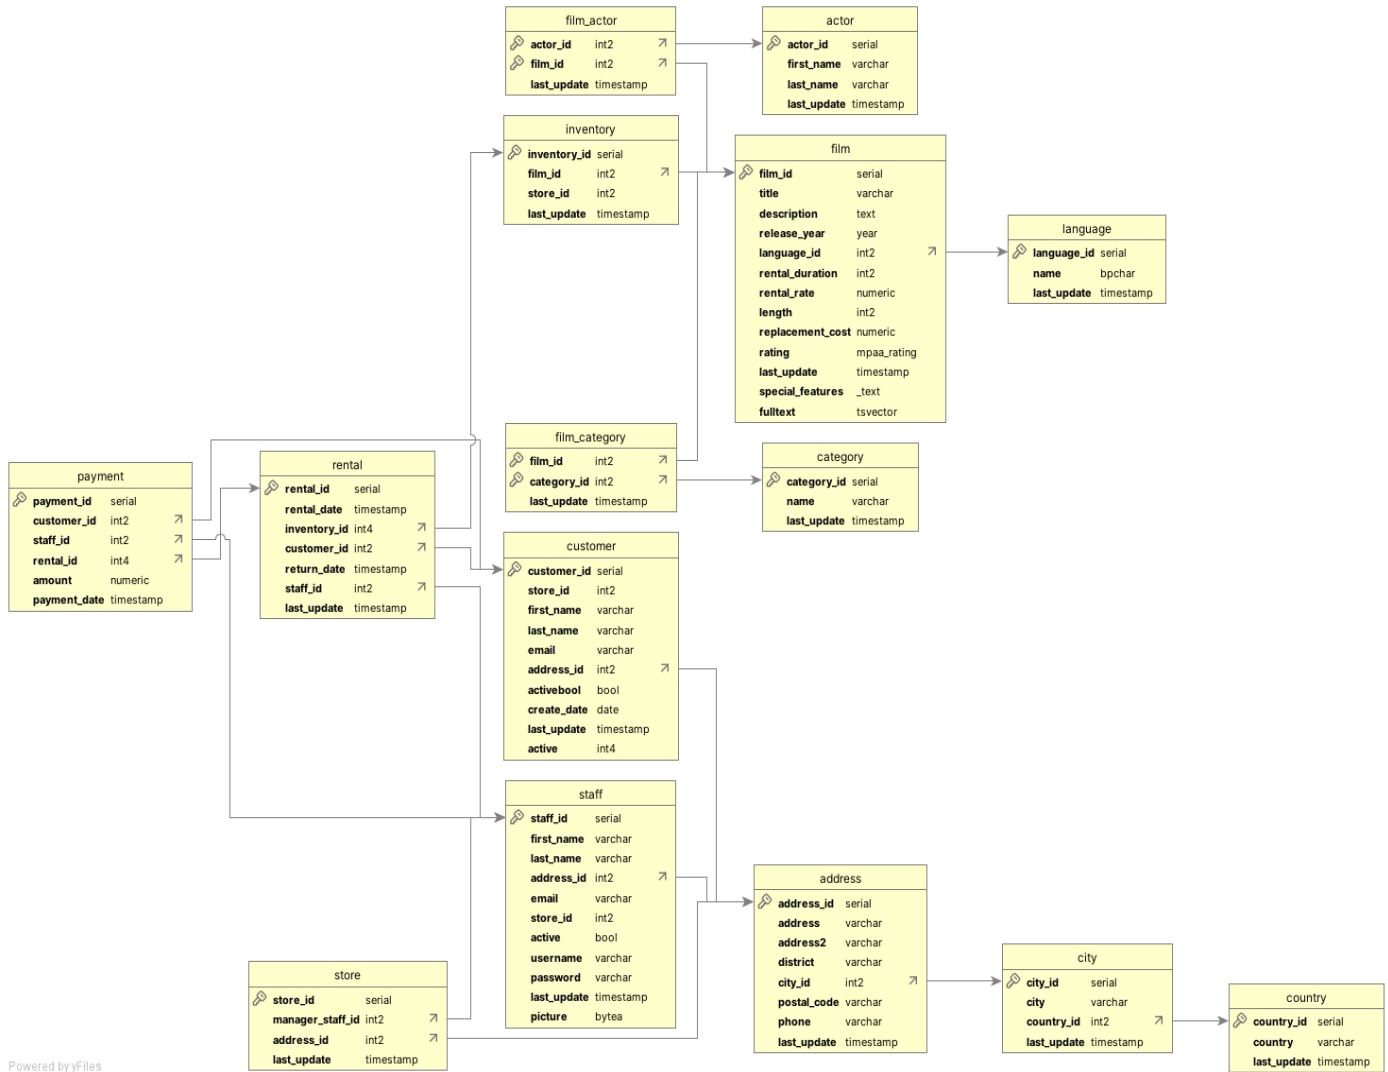 film_actor
actor_id int2
film_id int2
last_update timestamp
actor
actor_id serial
first_name varchar
last_name varchar
last_update timestamp
inventory
inventory_id serial
film_id int2
store_id int2
last_update timestamp
film
film_id serial
title varchar
description text
release_year year
language_id int2
rental_duration int2
rental_rate numeric
length int2
replacement_cost numeric
rating mpaa_rating
last_update timestamp
special_features _text
fulltext tsvector
language
language_id serial
name bpchar
last_update timestamp
film_category
film_id int2
category_id int2
last_update timestamp
category
category_id serial
name varchar
last_update timestamp
payment
payment_id serial
customer_id int2
staff_id int2
rental_id int4
amount numeric
payment_date timestamp
rental
rental_id serial
rental_date timestamp
inventory_id int4
customer_id int2
return_date timestamp
staff_id int2
last_update timestamp
customer
customer_id serial
store_id int2
first_name varchar
last_name varchar
email varchar
address_id int2
activebool bool
create_date date
last_update timestamp
active int4
staff
staff_id serial
first_name varchar
last_name varchar
address_id int2
email varchar
store_id int2
active bool
username varchar
password varchar
last_update timestamp
picture bytea
address
address_id serial
address varchar
address2 varchar
district varchar
city_id int2
postal_code varchar
phone varchar
last_update timestamp
store
store_id serial
manager_staff_id int2
address_id int2
last_update timestamp
city
city_id serial
city varchar
country_id int2
last_update timestamp
country
country_id serial
country varchar
last_update timestamp
Powered by yFiles